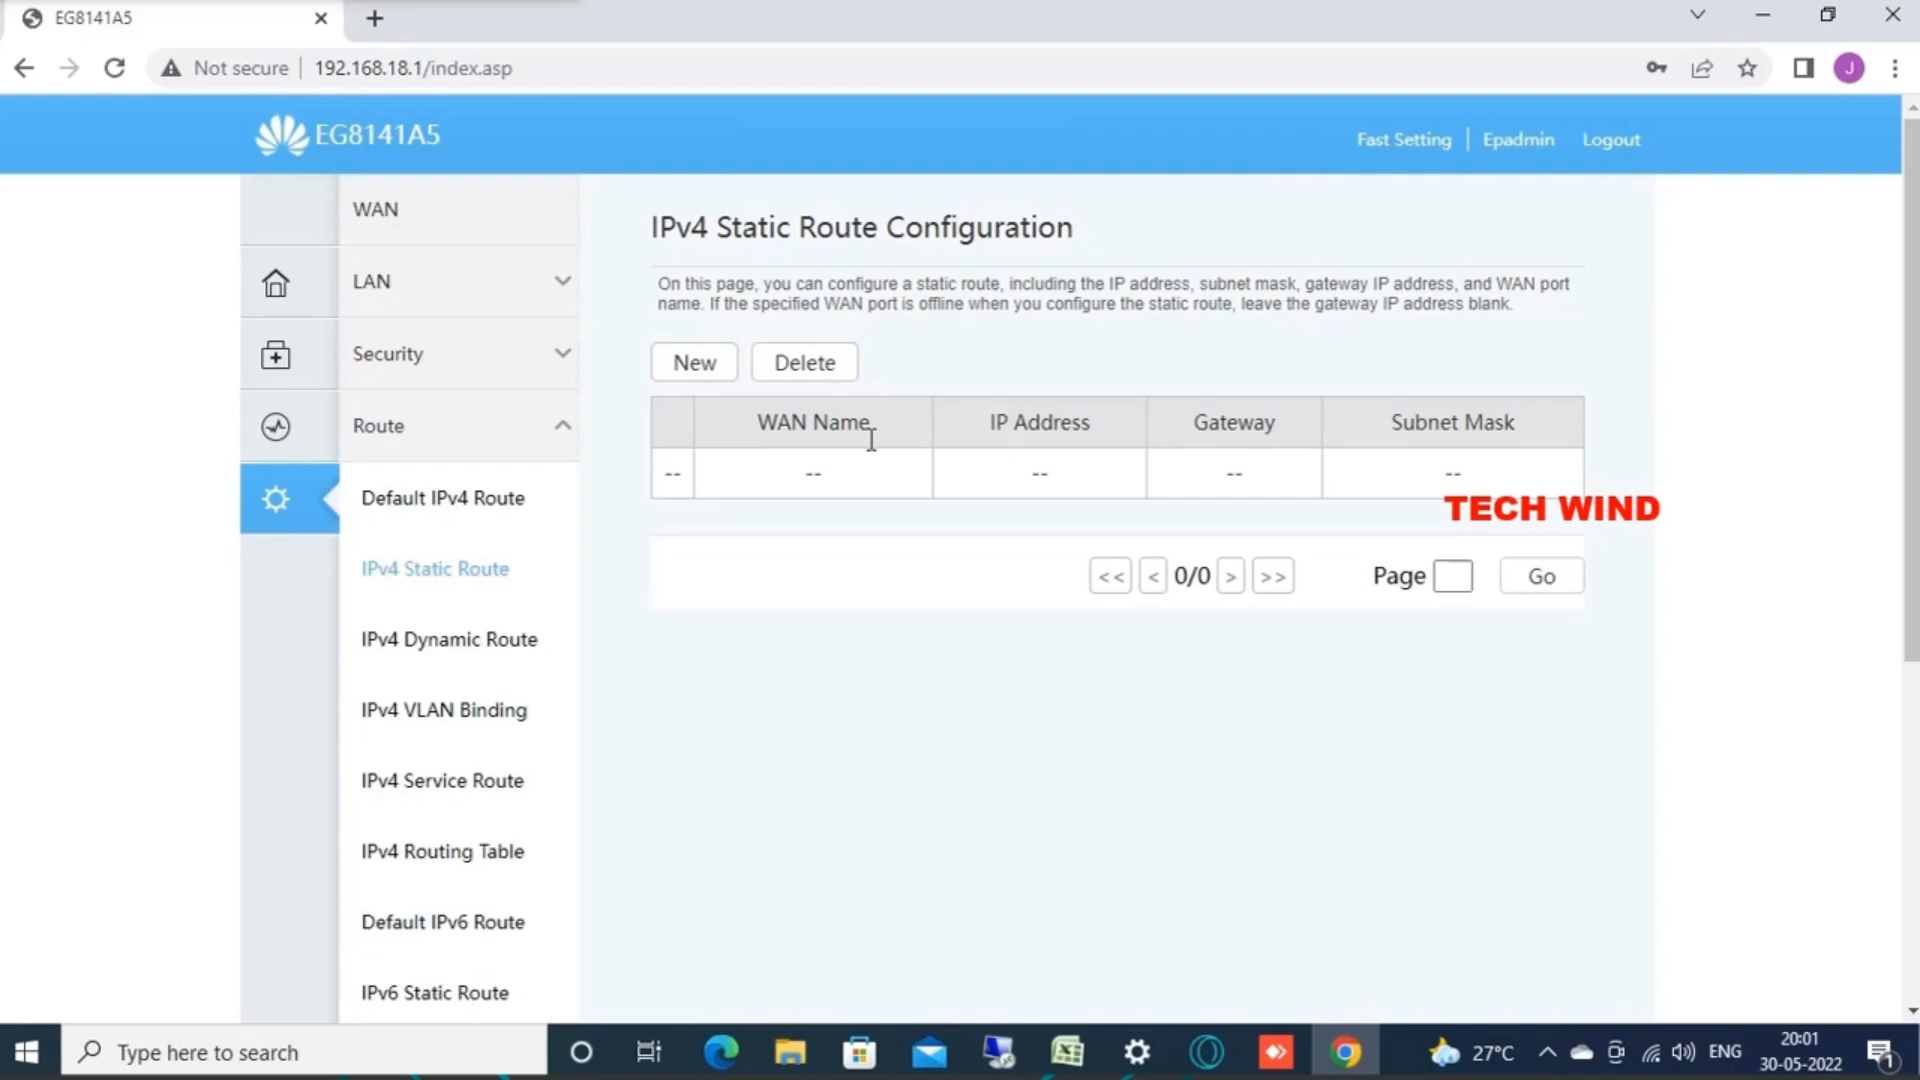 EG8141A5
Not secure
192.168.18.1/index.asp
J
EG8141A5
Fast Setting
Epadmin
Logout
WAN
LAN
Security
Route
Default IPv4 Route
IPv4 Static Route
IPv4 Dynamic Route
IPv4 VLAN Binding
IPv4 Service Route
IPv4 Routing Table
Default IPv6 Route
IPv6 Static Route
IPv4 Static Route Configuration
On this page, you can configure a static route, including the IP address, subnet mask, gateway IP address, and WAN port
name. If the specified WAN port is offline when you configure the static route, leave the gateway IP address blank.
New Delete
WAN Name IP Address Gateway Subnet Mask
-- -- -- -- --
TECH WIND
<< < 0/0 > >> Page Go
Type here to search
27°C
ENG
20:01
30-05-2022
1